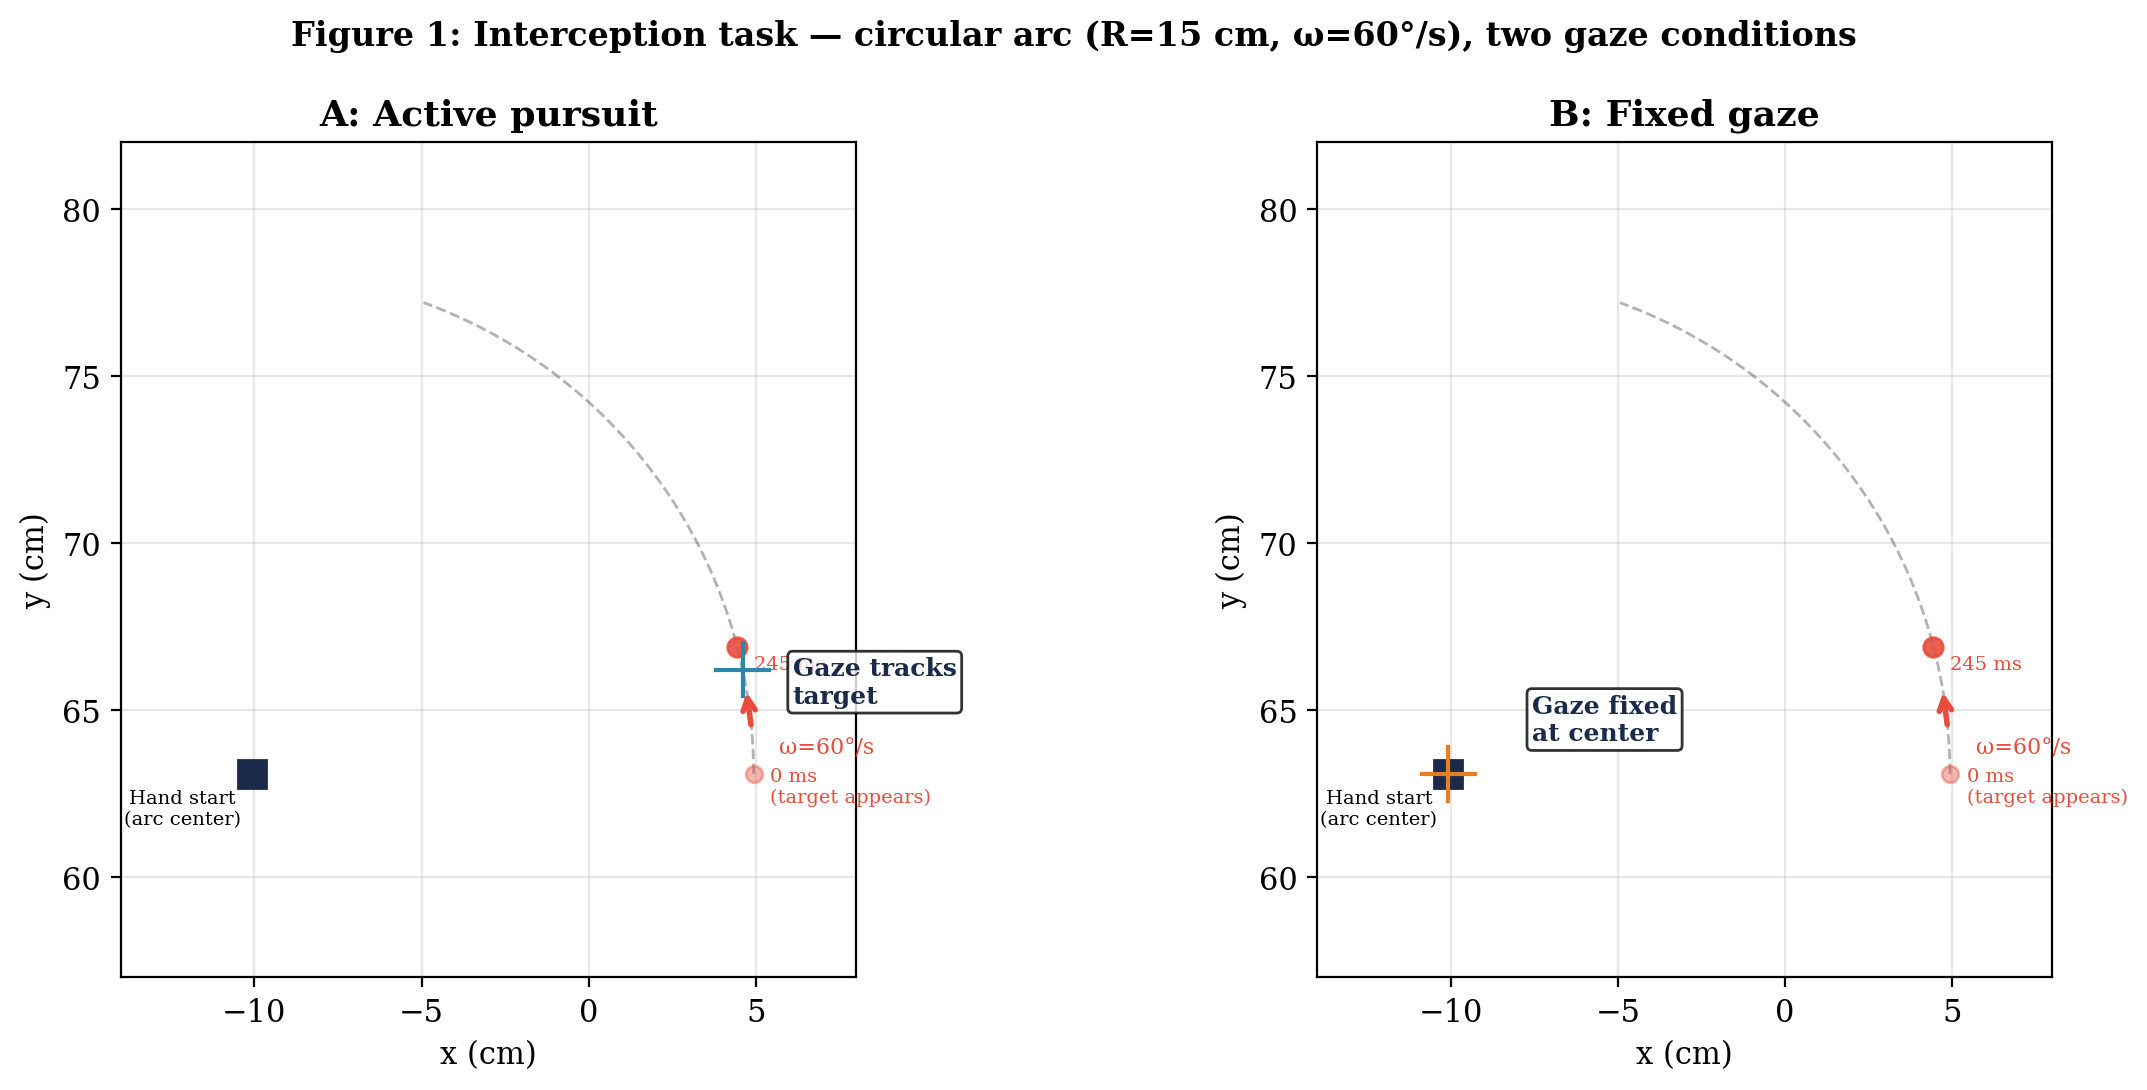 Figure 1: Interception task — circular arc (R=15 cm, ω=60°/s), two gaze conditions
A: Active pursuit
80
75
70
65
60
y (cm)
245
Gaze tracks
target
ω=60°/s
0 ms
(target appears)
Hand start
(arc center)
−10
−5
0
5
x (cm)
B: Fixed gaze
80
75
70
65
60
y (cm)
245 ms
Gaze fixed
at center
ω=60°/s
0 ms
(target appears)
Hand start
(arc center)
−10
−5
0
5
x (cm)